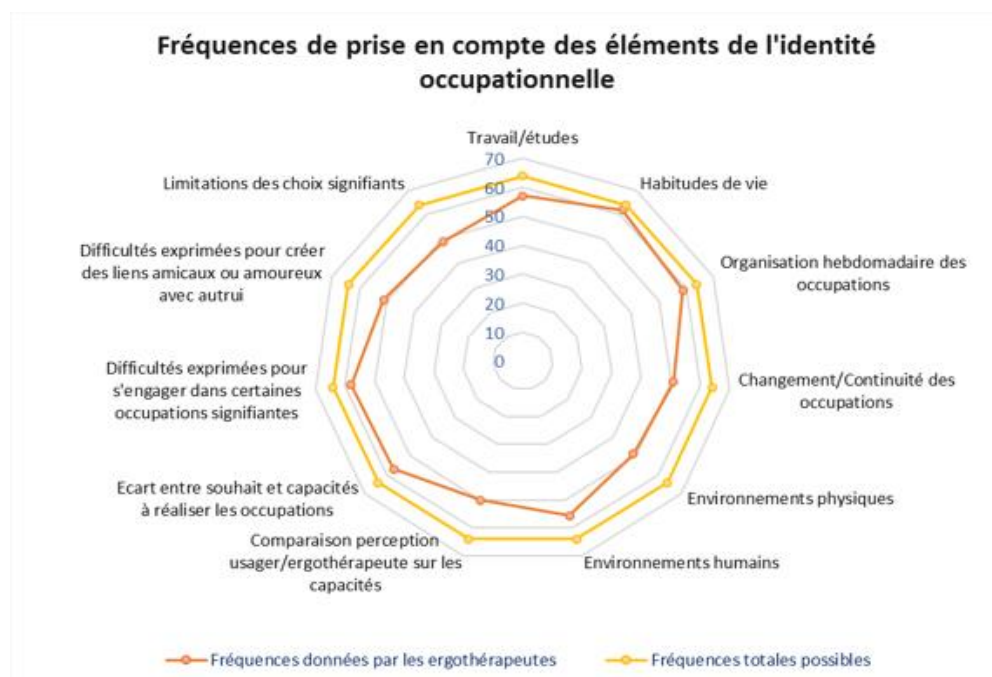 Fréquences de prise en compte des éléments de l'identité
occupationnelle
Travail/études
70
60
50
40
30
20
10
0
Habitudes de vie
Organisation hebdomadaire des
occupations
Changement/Continuité des
occupations
Environnements physiques
Environnements humains
Comparaison perception
usager/ergothérapeute sur les
capacités
Ecart entre souhait et capacités
à réaliser les occupations
Difficultés exprimées pour
s'engager dans certaines
occupations signifiantes
Difficultés exprimées pour créer
des liens amicaux ou amoureux
avec autrui
Limitations des choix signifiants
Fréquences données par les ergothérapeutes
Fréquences totales possibles